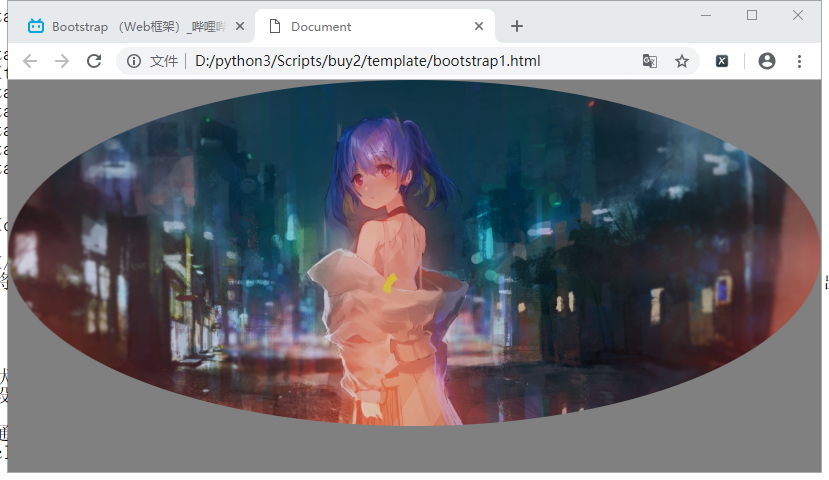 Bootstrap （Web框架）_哔哩哔
Document
文件
D:/python3/Scripts/buy2/template/bootstrap1.html